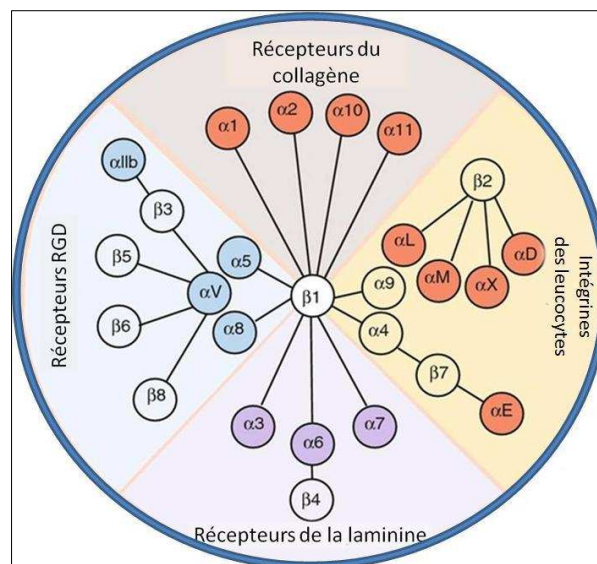 Récepteurs du
collagène
α1
α2
α10
α11
αIIb
β3
β5
αV
β6
β8
α5
α8
β1
Récepteurs RGD
β2
αL
αM
αX
αD
α9
α4
β7
αE
Intégrines
des leucocytes
α3
α6
α7
β4
Récepteurs de la laminine